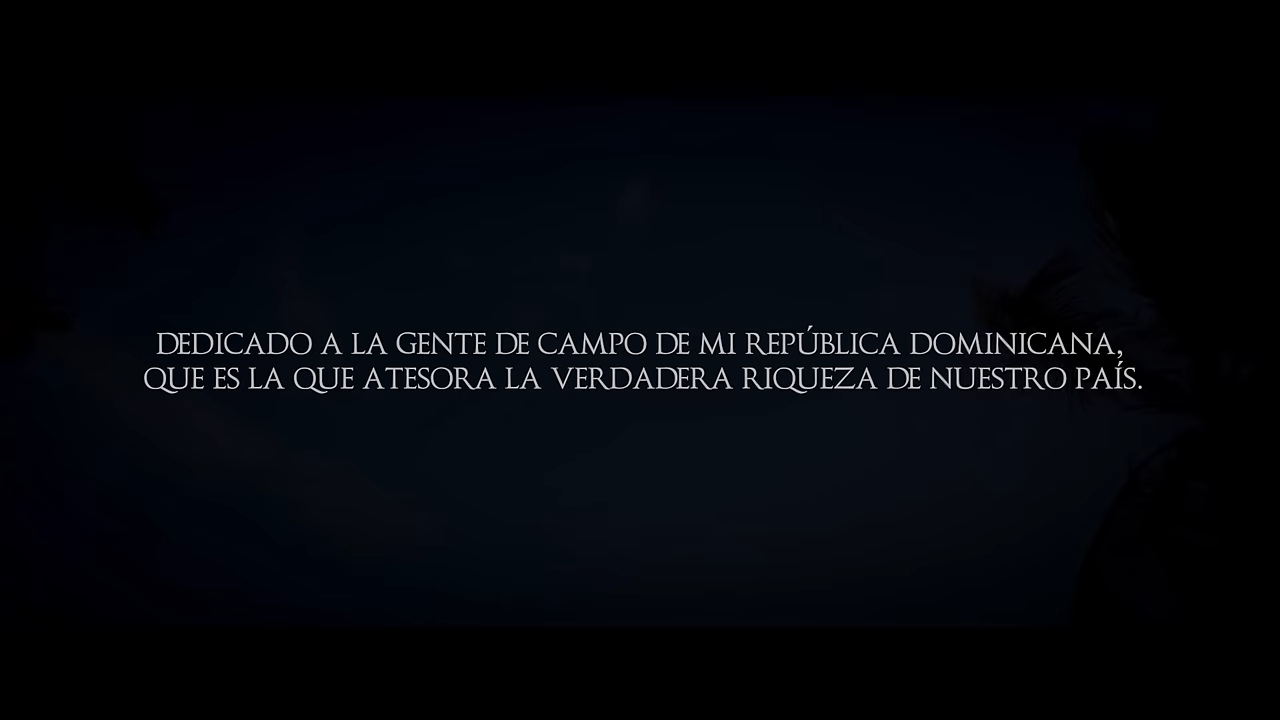 DEDICADO A LA GENTE DE CAMPO DE MI REPÚBLICA DOMINICANA,
QUE ES LA QUE ATESORA LA VERDADERA RIQUEZA DE NUESTRO PAÍS.